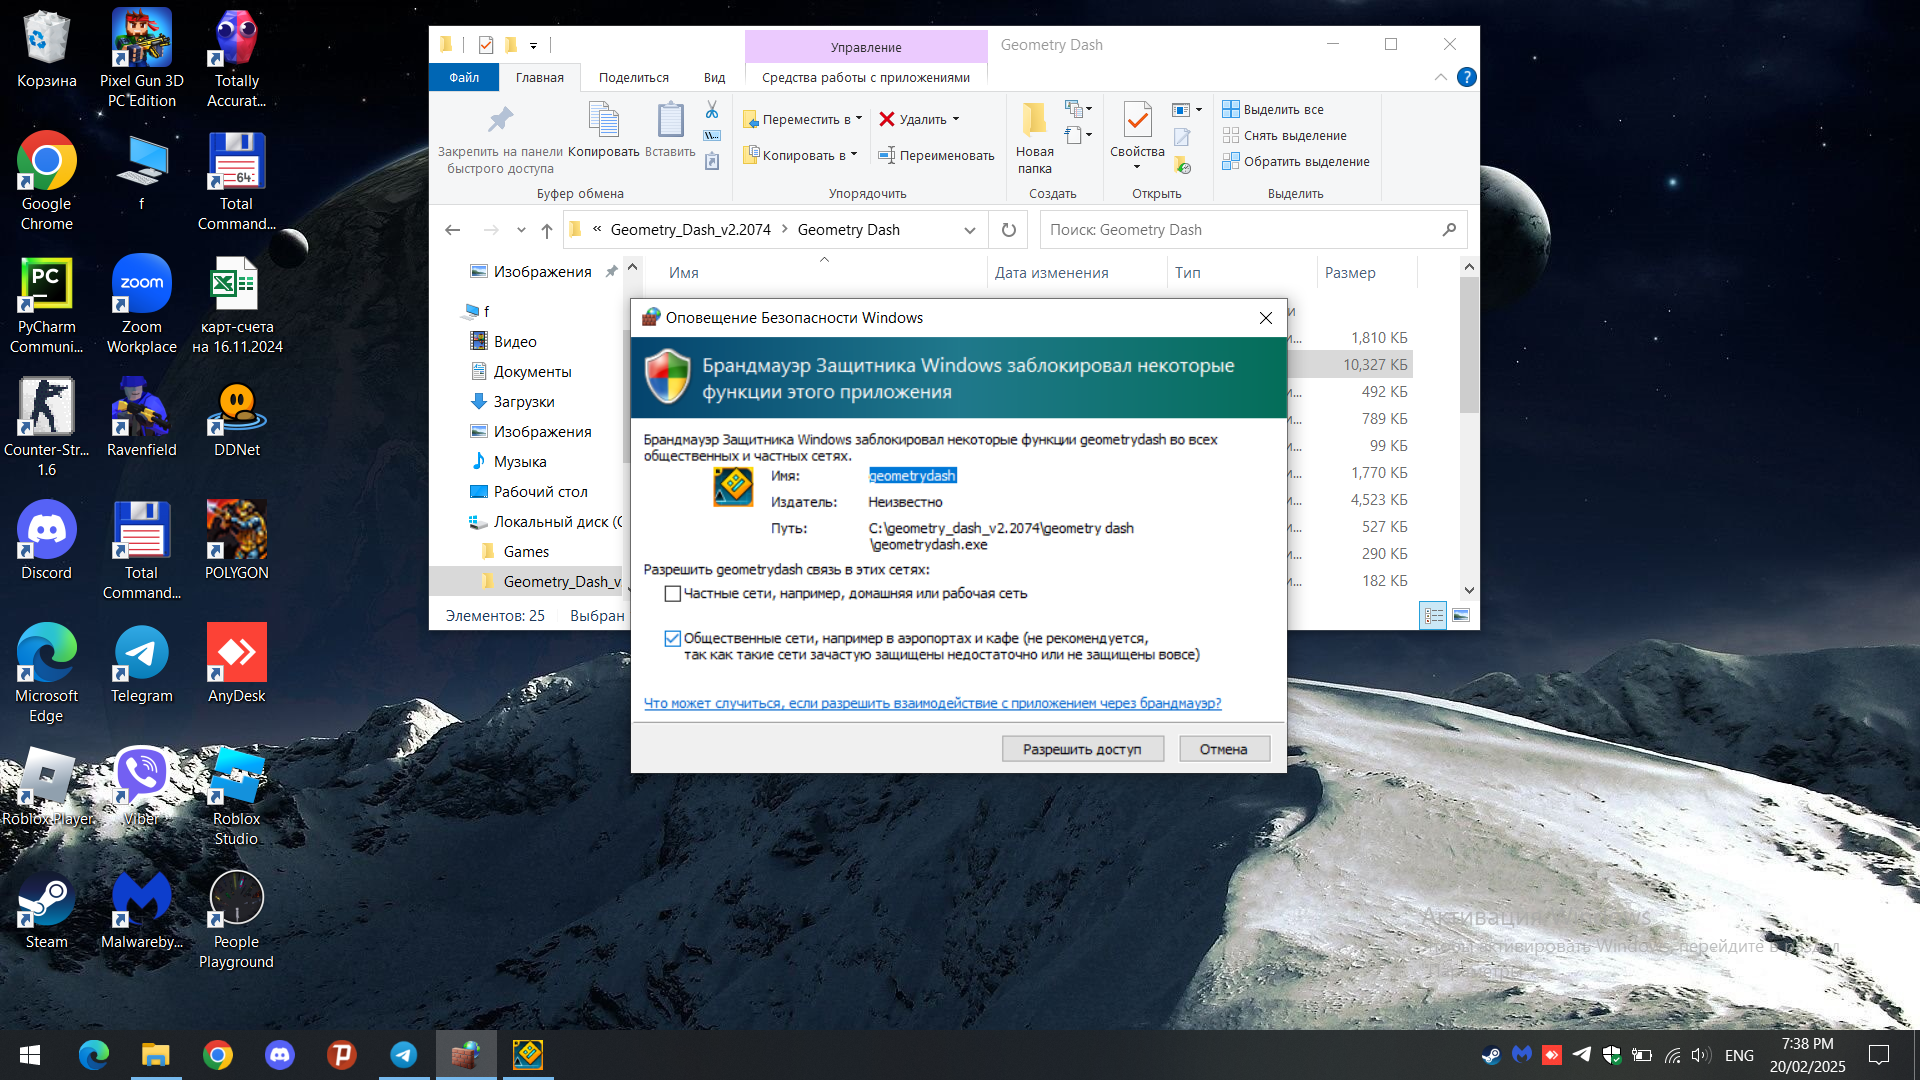 Корзина
Pixel Gun 3D
PC Edition
Totally
Accurat...
Google
Chrome
f
Total
Command...
64
PyCharm
Communi...
Zoom
Workplace
zoom
карт-счета
на 16.11.2024
Counter-Str...
1.6
Ravenfield
DDNet
Discord
Total
Command...
POLYGON
Microsoft
Edge
Telegram
AnyDesk
Roblox Player
Viber
Roblox
Studio
Steam
Malwareby...
People
Playground
Управление
Geometry Dash
Файл
Главная
Поделиться
Вид
Средства работы с приложениями
Закрепить на панели
быстрого доступа
Копировать
Вставить
Буфер обмена
Переместить в
Копировать в
Удалить
Переименовать
Упорядочить
Новая
папка
Создать
Свойства
Открыть
Выделить все
Снять выделение
Обратить выделение
Выделить
« Geometry_Dash_v2.2074 › Geometry Dash
Поиск: Geometry Dash
Имя
Дата изменения
Тип
Размер
Изображения
f
Видео
Документы
Загрузки
Изображения
Музыка
Рабочий стол
Локальный диск (C
Games
Geometry_Dash_v
1,810 КБ
10,327 КБ
492 КБ
789 КБ
99 КБ
1,770 КБ
4,523 КБ
527 КБ
290 КБ
182 КБ
Элементов: 25
Выбран
Оповещение Безопасности Windows
Брандмауэр Защитника Windows заблокировал некоторые
функции этого приложения
Брандмауэр Защитника Windows заблокировал некоторые функции geometrydash во всех
общественных и частных сетях.
Имя: geometrydash
Издатель: Неизвестно
Путь: C:\geometry_dash_v2.2074\geometry dash
\geometrydash.exe
Разрешить geometrydash связь в этих сетях:
Частные сети, например, домашняя или рабочая сеть
Общественные сети, например в аэропортах и кафе (не рекомендуется,
так как такие сети зачастую защищены недостаточно или не защищены вовсе)
Что может случиться, если разрешить взаимодействие с приложением через брандмауэр?
Разрешить доступ
Отмена
Активация Windows
активировать Windows, перейдите в раздел
ENG
7:38 PM
20/02/2025